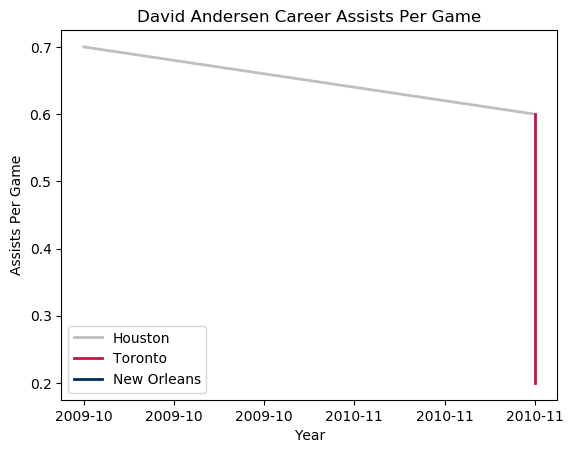 David Andersen Career Assists Per Game
0.7
0.6
0.5
0.4
0.3
0.2
Assists Per Game
Houston
Toronto
New Orleans
2009-10 2009-10 2009-10 2010-11 2010-11 2010-11
Year